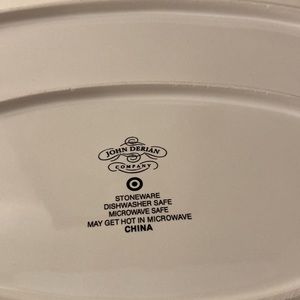 JOHN DERIAN
COMPANY
STONEWARE
DISHWASHER SAFE
MICROWAVE SAFE
MAY GET HOT IN MICROWAVE
CHINA